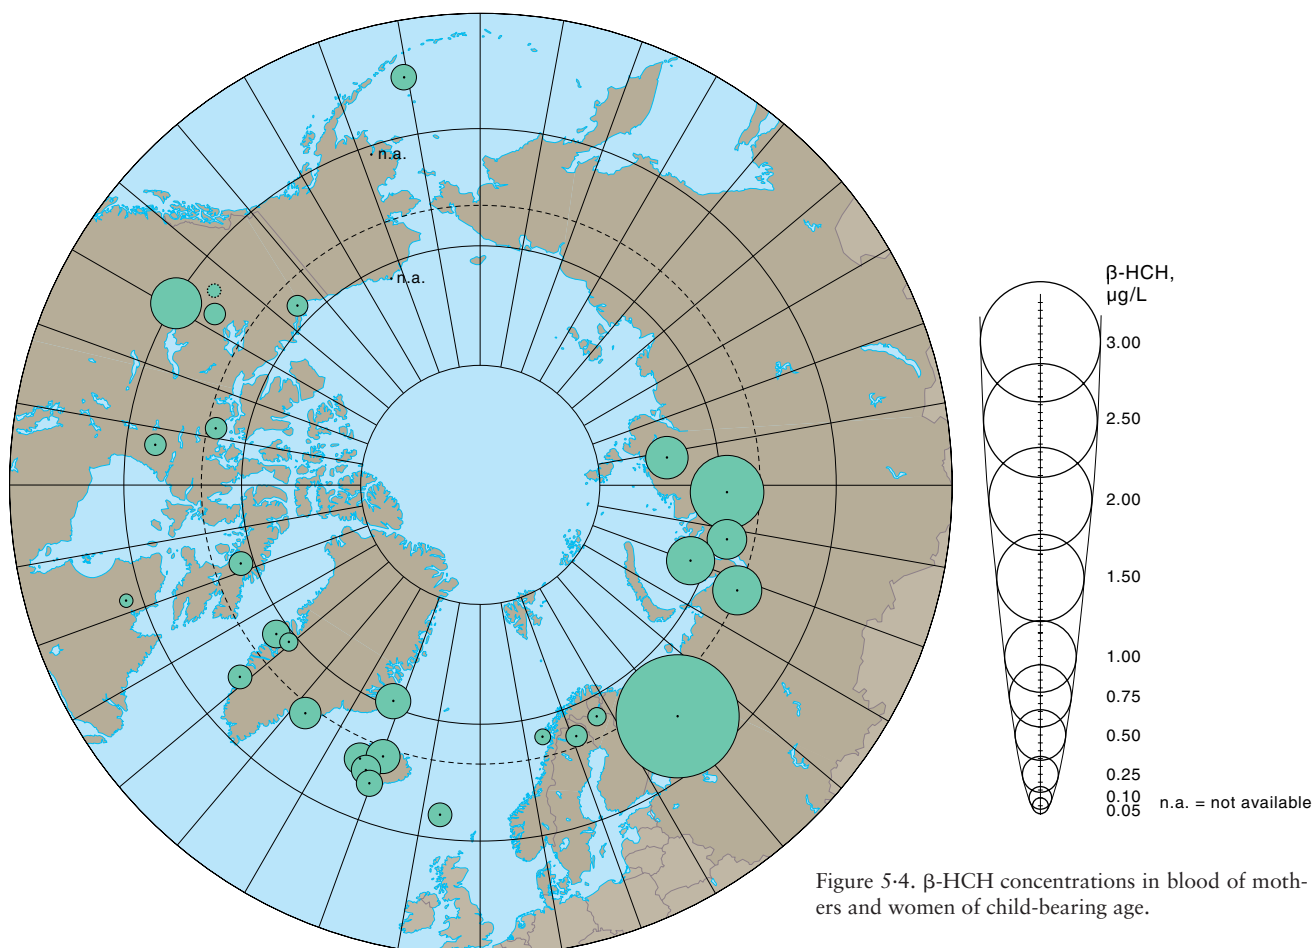 n.a.
n.a.
β-HCH,
µg/L
3.00
2.50
2.00
1.50
1.00
0.75
0.50
0.25
0.10
0.05
n.a. = not available
Figure 5·4. β-HCH concentrations in blood of moth-
ers and women of child-bearing age.